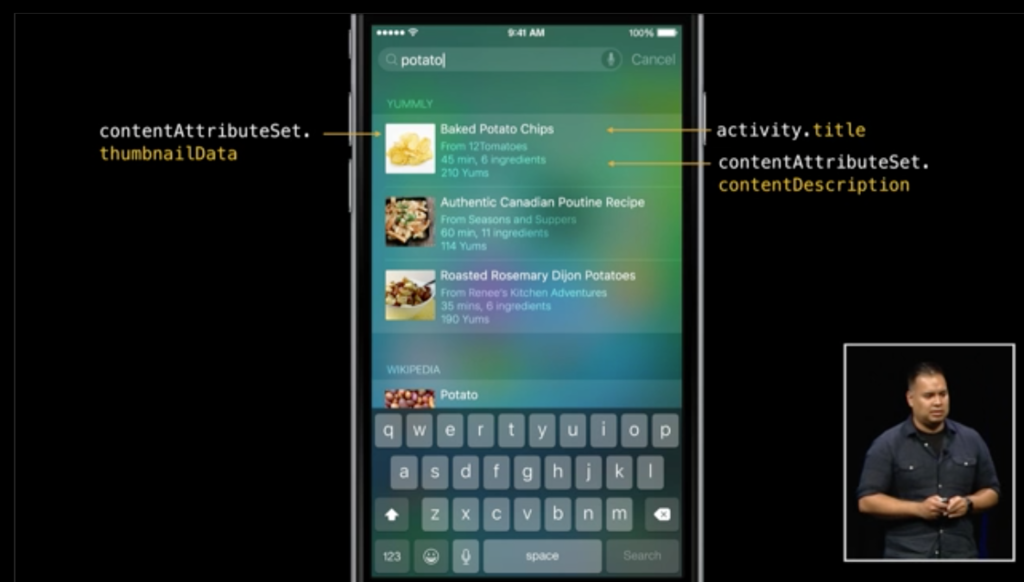 9:41 AM
100%
potato
Cancel
YUMMLY
contentAttributeSet.
thumbnailData
Baked Potato Chips
From 12Tomatoes
45 min, 6 ingredients
210 Yums
activity.title
contentAttributeSet.
contentDescription
Authentic Canadian Poutine Recipe
From Seasons and Suppers
60 min, 11 ingredients
114 Yums
Roasted Rosemary Dijon Potatoes
From Renee's Kitchen Adventures
35 mins, 6 ingredients
190 Yums
WIKIPEDIA
Potato
q w e r t y u i o p
a s d f g h j k l
z x c v b n m
123 space Search